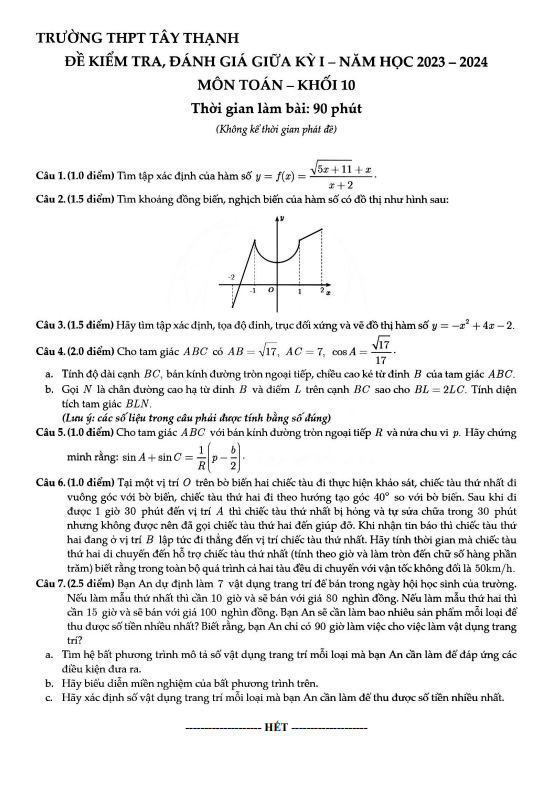 TRƯỜNG THPT TÂY THẠNH
ĐỀ KIỂM TRA, ĐÁNH GIÁ GIỮA KỲ I – NĂM HỌC 2023 – 2024
MÔN TOÁN – KHỐI 10
Thời gian làm bài: 90 phút
(Không kể thời gian phát đề)
Câu 1. (1.0 điểm) Tìm tập xác định của hàm số y = f(x) = (√(5x + 11) + x)/(x + 2).
Câu 2. (1.5 điểm) Tìm khoảng đồng biến, nghịch biến của hàm số có đồ thị như hình sau:
y
-2 -1 O 1 2 x
Câu 3. (1.5 điểm) Hãy tìm tập xác định, tọa độ đỉnh, trục đối xứng và vẽ đồ thị hàm số y = −x² + 4x − 2.
Câu 4. (2.0 điểm) Cho tam giác ABC có AB = √17, AC = 7, cos A = √17/17.
a. Tính độ dài cạnh BC, bán kính đường tròn ngoại tiếp, chiều cao kẻ từ đỉnh B của tam giác ABC.
b. Gọi N là chân đường cao hạ từ đỉnh B và điểm L trên cạnh BC sao cho BL = 2LC. Tính diện
tích tam giác BLN.
(Lưu ý: các số liệu trong câu phải được tính bằng số đúng)
Câu 5. (1.0 điểm) Cho tam giác ABC với bán kính đường tròn ngoại tiếp R và nửa chu vi p. Hãy chứng
minh rằng: sin A + sin C = 1/R (p − b/2).
Câu 6. (1.0 điểm) Tại một vị trí O trên bờ biển hai chiếc tàu đi thực hiện khảo sát, chiếc tàu thứ nhất đi
vuông góc với bờ biển, chiếc tàu thứ hai đi theo hướng tạo góc 40° so với bờ biển. Sau khi đi
được 1 giờ 30 phút đến vị trí A thì chiếc tàu thứ nhất bị hỏng và tự sửa chữa trong 30 phút
nhưng không được nên đã gọi chiếc tàu thứ hai đến giúp đỡ. Khi nhận tin báo thì chiếc tàu thứ
hai đang ở vị trí B lập tức đi thẳng đến vị trí chiếc tàu thứ nhất. Hãy tính thời gian mà chiếc tàu
thứ hai di chuyển đến hỗ trợ chiếc tàu thứ nhất (tính theo giờ và làm tròn đến chữ số hàng phần
trăm) biết rằng trong toàn bộ quá trình cả hai tàu đều di chuyển với vận tốc không đổi là 50km/h.
Câu 7. (2.5 điểm) Bạn An dự định làm 7 vật dụng trang trí để bán trong ngày hội học sinh của trường.
Nếu làm mẫu thứ nhất thì cần 10 giờ và sẽ bán với giá 80 nghìn đồng. Nếu làm mẫu thứ hai thì
cần 15 giờ và sẽ bán với giá 100 nghìn đồng. Bạn An sẽ cần làm bao nhiêu sản phẩm mỗi loại để
thu được số tiền nhiều nhất? Biết rằng, bạn An chỉ có 90 giờ làm việc cho việc làm vật dụng trang
trí?
a. Tìm hệ bất phương trình mô tả số vật dụng trang trí mỗi loại mà bạn An cần làm để đáp ứng các
điều kiện đưa ra.
b. Hãy biểu diễn miền nghiệm của bất phương trình trên.
c. Hãy xác định số vật dụng trang trí mỗi loại mà bạn An cần làm để thu được số tiền nhiều nhất.
-------------------- HẾT --------------------